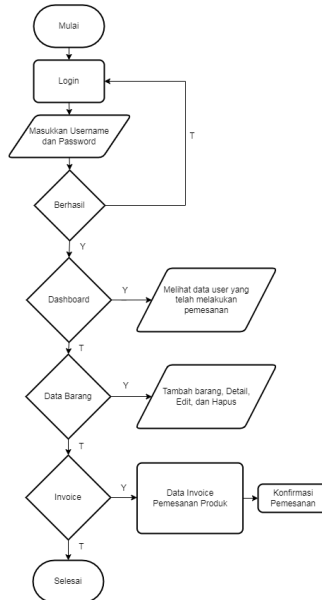 Mulai
Login
T
Masukkan Username
dan Password
Berhasil
Y
Dashboard
Y
Melihat data user yang
telah melakukan
pemesanan
T
Data Barang
Y
Tambah barang, Detail,
Edit, dan Hapus
T
Invoice
Y
Data Invoice
Pemesanan Produk
Konfirmasi
Pemesanan
T
Selesai